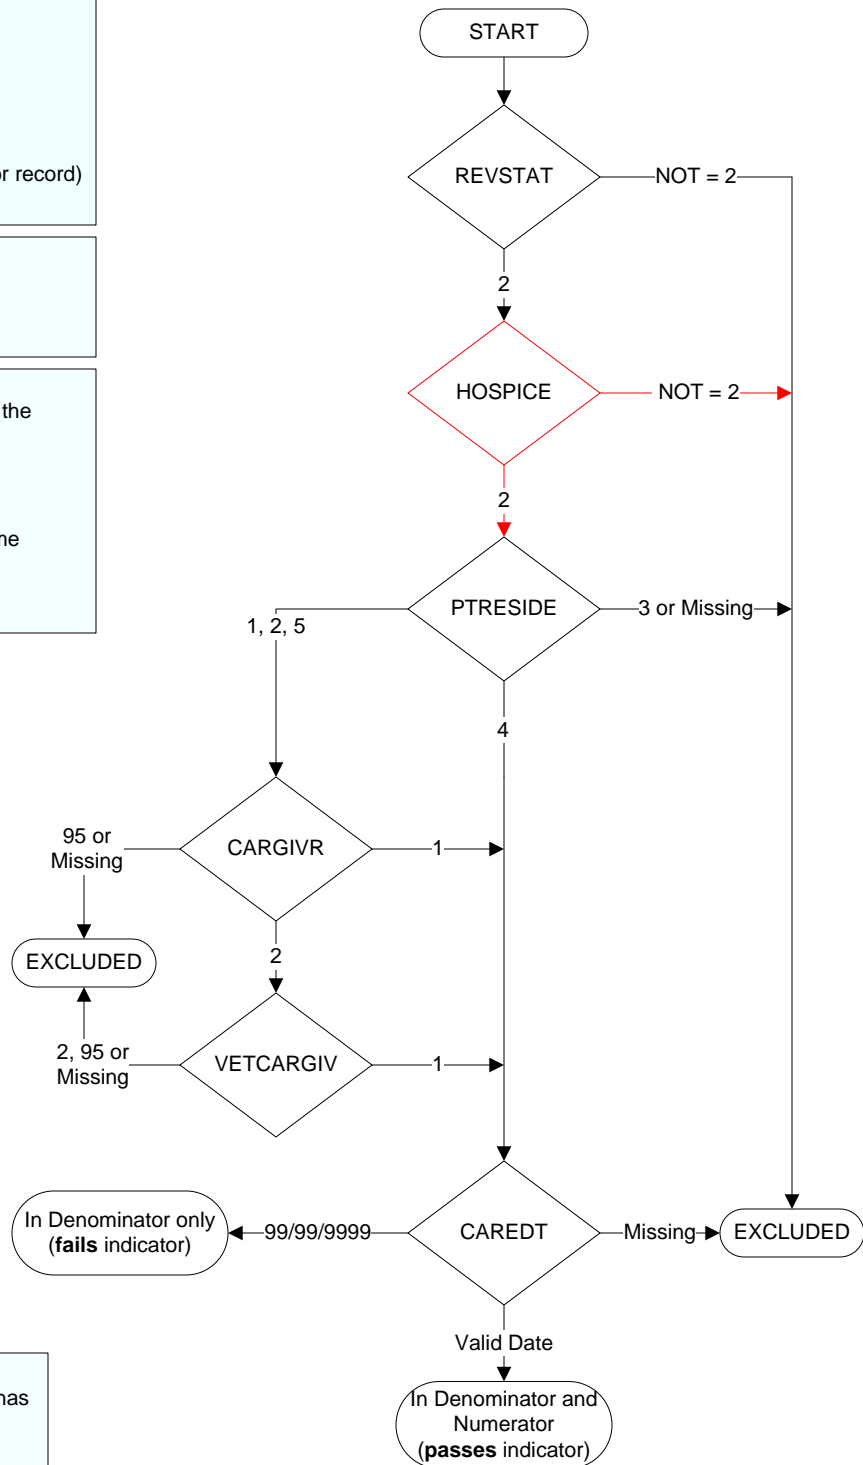 START
r record)
REVSTAT
NOT = 2
2
HOSPICE
NOT = 2
the
2
me
PTRESIDE
3 or Missing
1, 2, 5
4
95 or
Missing
CARGIVR
1
EXCLUDED
2
2, 95 or
Missing
VETCARGIV
1
In Denominator only
(fails indicator)
99/99/9999
CAREDT
Missing
EXCLUDED
Valid Date
has
In Denominator and
Numerator
(passes indicator)